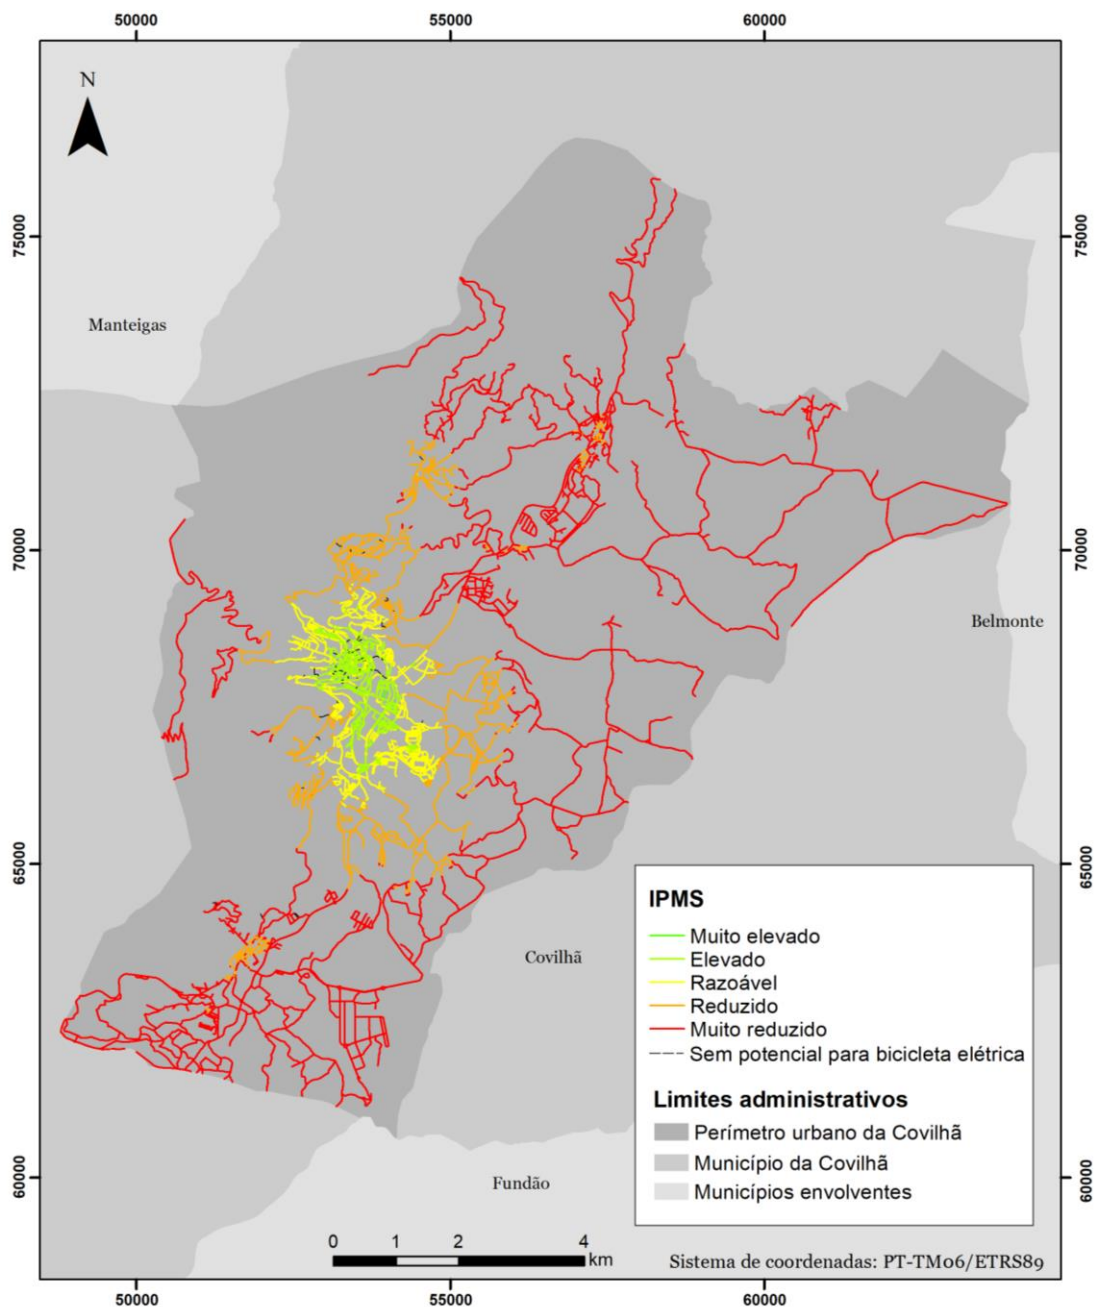 50000 55000 60000
N
75000 75000
Manteigas
70000 70000
Belmonte
65000 65000
IPMS
Muito elevado
Elevado
Razoável
Reduzido
Muito reduzido
Sem potencial para bicicleta elétrica
Covilhã
Limites administrativos
Perímetro urbano da Covilhã
Município da Covilhã
Municípios envolventes
60000 60000
Fundão
0 1 2 4
km
Sistema de coordenadas: PT-TM06/ETRS89
50000 55000 60000